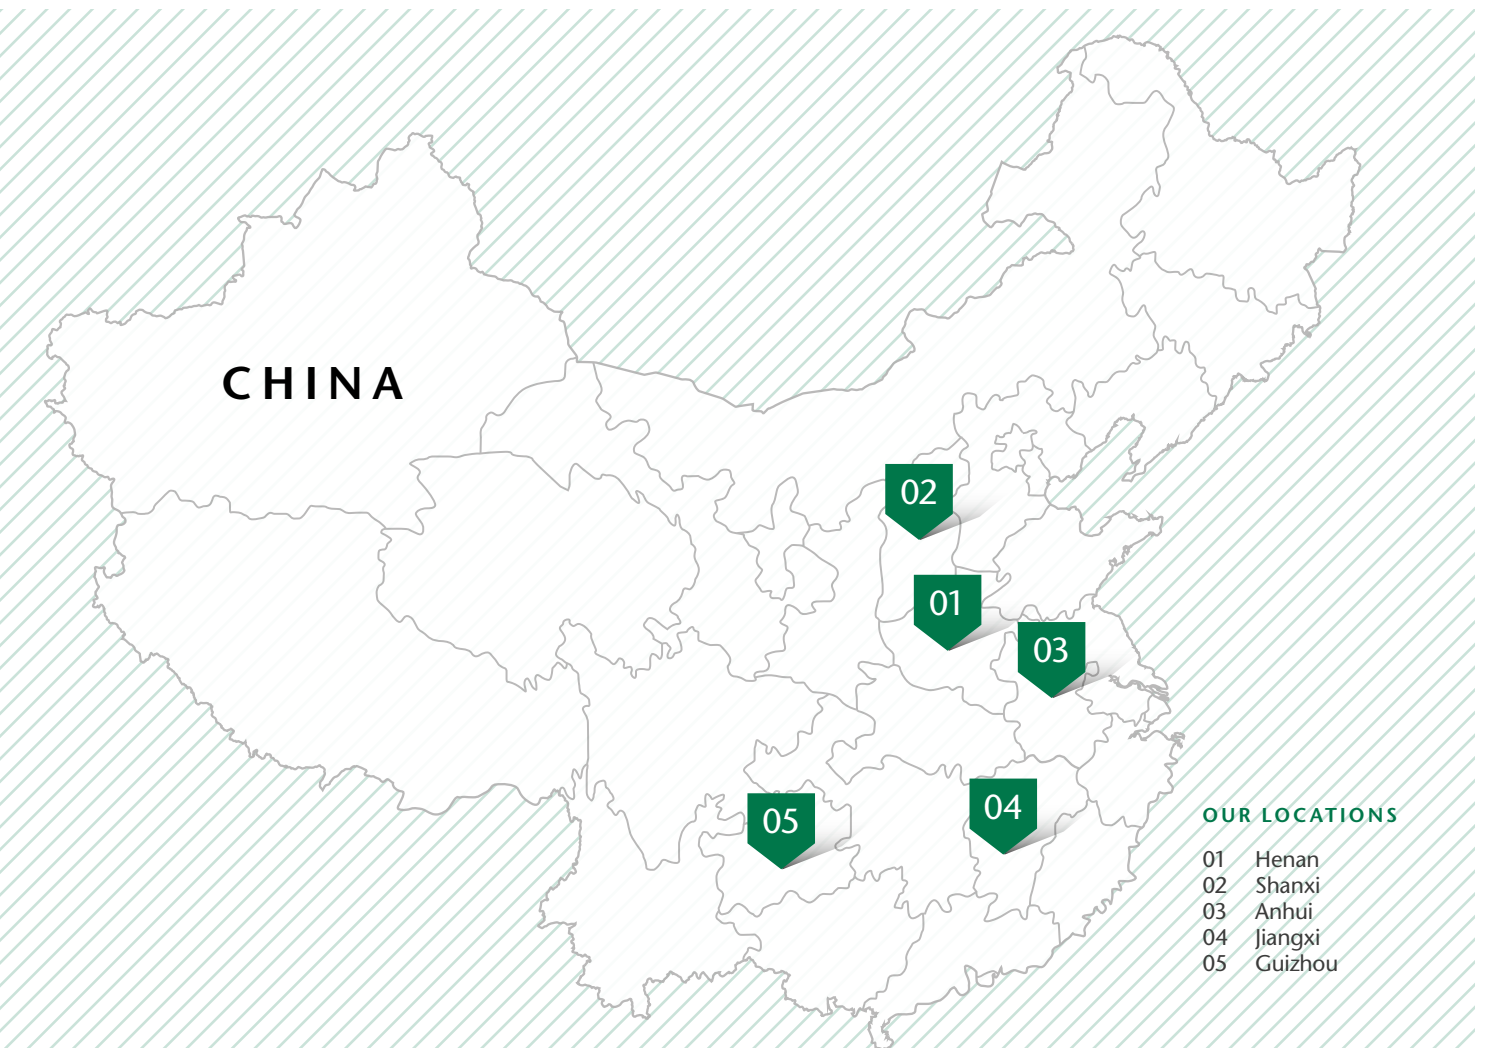 CHINA
02
01
03
04
05
OUR LOCATIONS
01 Henan
02 Shanxi
03 Anhui
04 Jiangxi
05 Guizhou